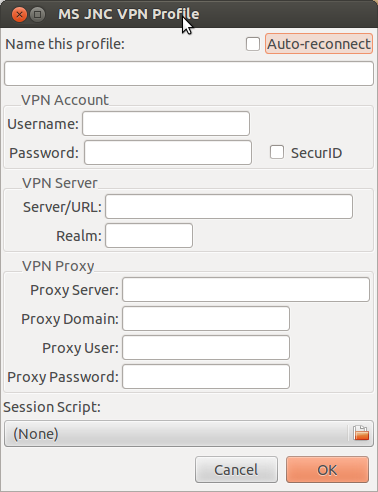 MS JNC VPN Profile
Name this profile: Auto-reconnect
VPN Account
Username:
Password: SecurID
VPN Server
Server/URL:
Realm:
VPN Proxy
Proxy Server:
Proxy Domain:
Proxy User:
Proxy Password:
Session Script:
(None)
Cancel OK